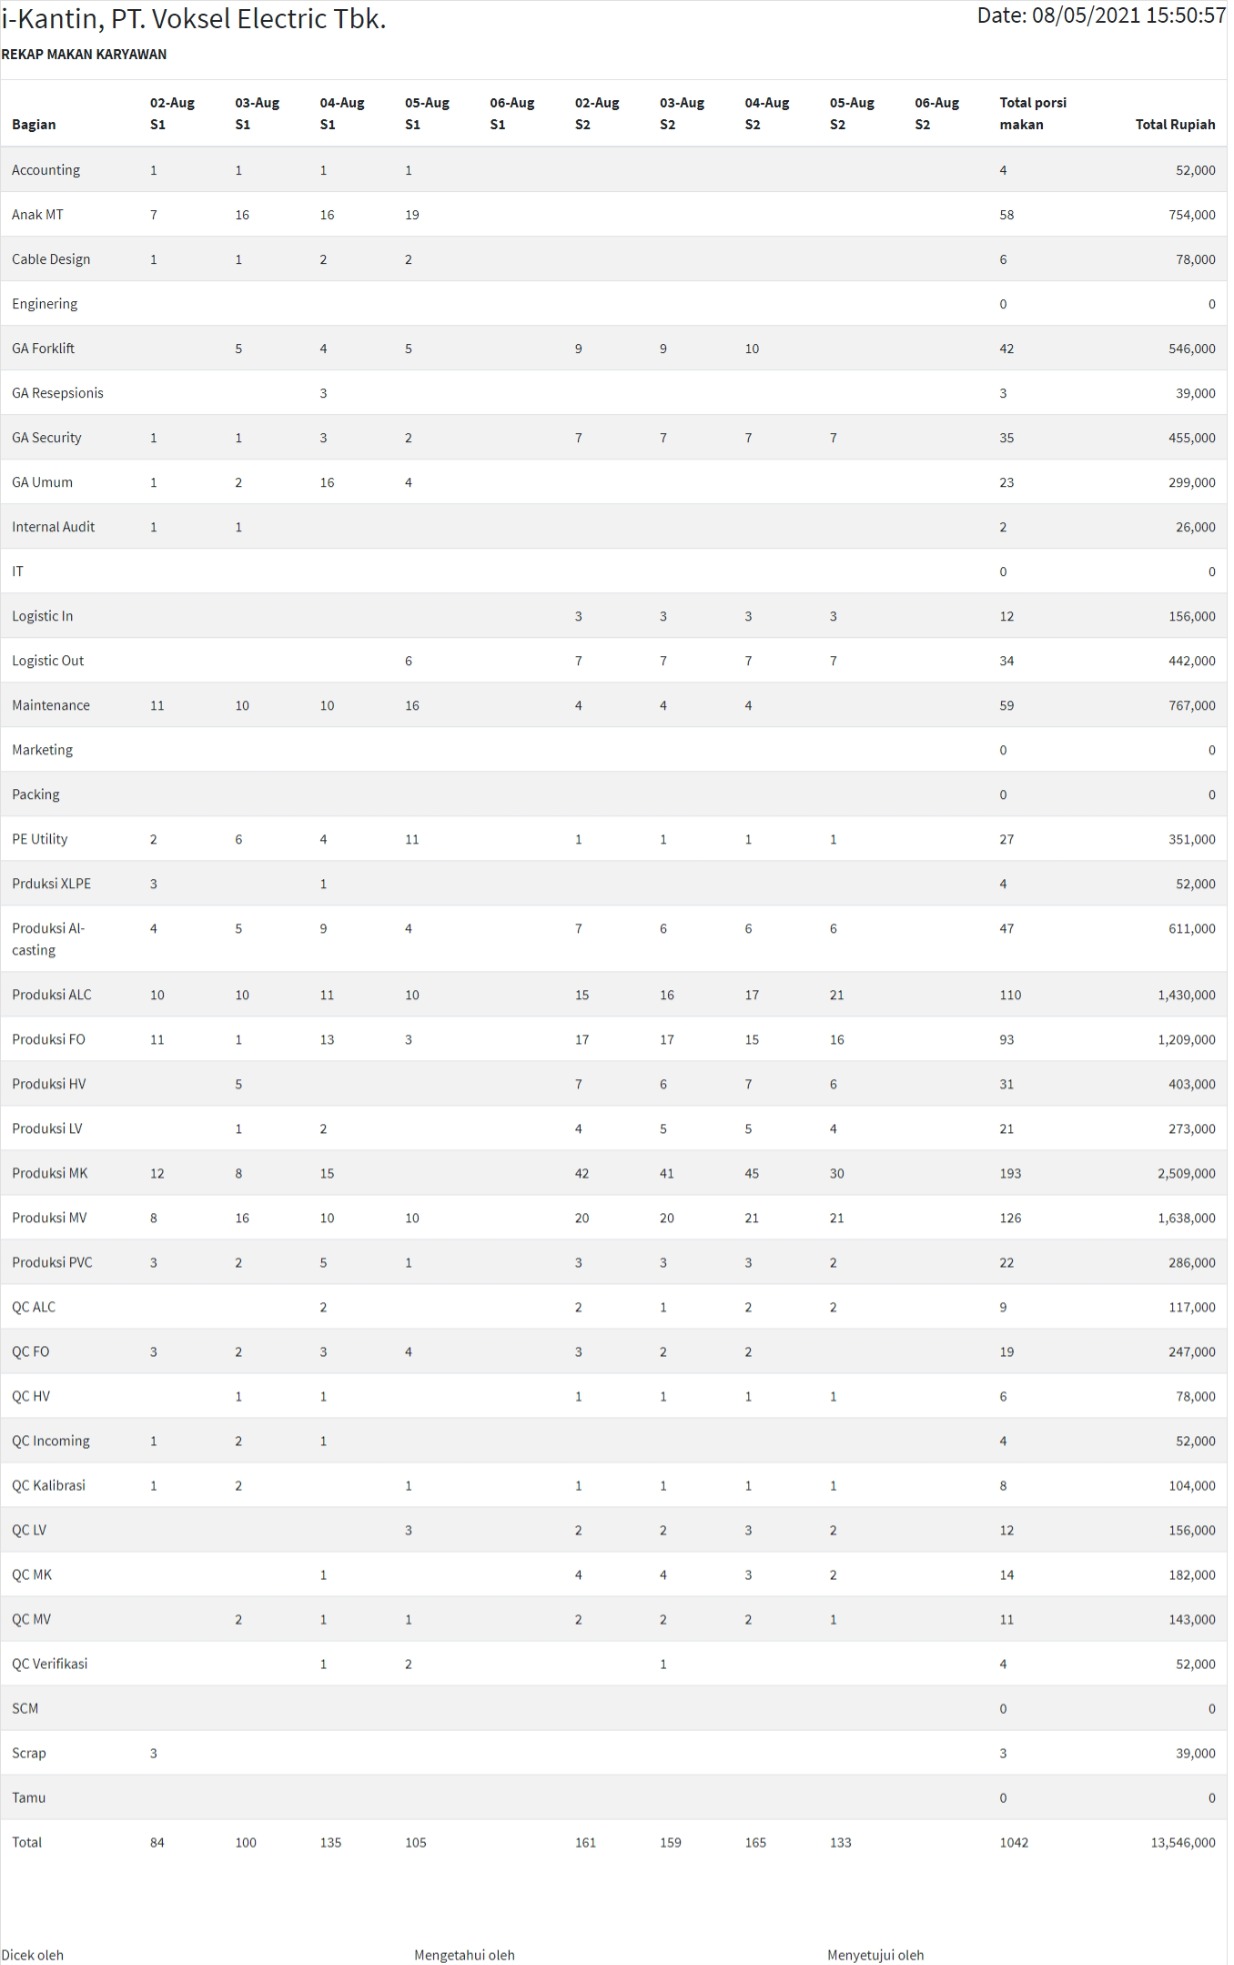 i-Kantin, PT. Voksel Electric Tbk. Date: 08/05/2021 15:50:57
REKAP MAKAN KARYAWAN
02-Aug 03-Aug 04-Aug 05-Aug 06-Aug 02-Aug 03-Aug 04-Aug 05-Aug 06-Aug Total porsi
Bagian S1 S1 S1 S1 S1 S2 S2 S2 S2 S2 makan Total Rupiah
Accounting 1 1 1 1 4 52,000
Anak MT 7 16 16 19 58 754,000
Cable Design 1 1 2 2 6 78,000
Enginering 0 0
GA Forklift 5 4 5 9 9 10 42 546,000
GA Resepsionis 3 3 39,000
GA Security 1 1 3 2 7 7 7 7 35 455,000
GA Umum 1 2 16 4 23 299,000
Internal Audit 1 1 2 26,000
IT 0 0
Logistic In 3 3 3 3 12 156,000
Logistic Out 6 7 7 7 7 34 442,000
Maintenance 11 10 10 16 4 4 4 59 767,000
Marketing 0 0
Packing 0 0
PE Utility 2 6 4 11 1 1 1 1 27 351,000
Prduksi XLPE 3 1 4 52,000
Produksi Al- 4 5 9 4 7 6 6 6 47 611,000
casting
Produksi ALC 10 10 11 10 15 16 17 21 110 1,430,000
Produksi FO 11 1 13 3 17 17 15 16 93 1,209,000
Produksi HV 5 7 6 7 6 31 403,000
Produksi LV 1 2 4 5 5 4 21 273,000
Produksi MK 12 8 15 42 41 45 30 193 2,509,000
Produksi MV 8 16 10 10 20 20 21 21 126 1,638,000
Produksi PVC 3 2 5 1 3 3 3 2 22 286,000
QC ALC 2 2 1 2 2 9 117,000
QC FO 3 2 3 4 3 2 2 19 247,000
QC HV 1 1 1 1 1 1 6 78,000
QC Incoming 1 2 1 4 52,000
QC Kalibrasi 1 2 1 1 1 1 1 8 104,000
QC LV 3 2 2 3 2 12 156,000
QC MK 1 4 4 3 2 14 182,000
QC MV 2 1 1 2 2 2 1 11 143,000
QC Verifikasi 1 2 1 4 52,000
SCM 0 0
Scrap 3 3 39,000
Tamu 0 0
Total 84 100 135 105 161 159 165 133 1042 13,546,000
Dicek oleh Mengetahui oleh Menyetujui oleh